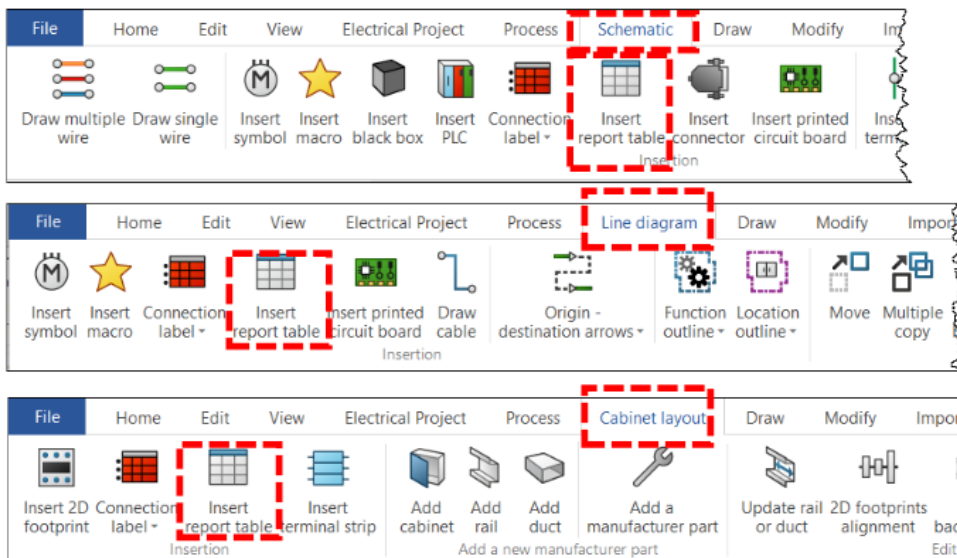 File Home Edit View Electrical Project Process Schematic Draw Modify
Draw multiple wire Draw single wire Insert symbol Insert macro Insert black box Insert PLC Connection label Insert report table Insert connector Insert printed circuit board
Insertion
File Home Edit View Electrical Project Process Line diagram Draw Modify Impor
Insert symbol Insert macro Connection label Insert report table Insert printed circuit board Draw cable Origin - destination arrows Function outline Location outline Move Multiple copy
Insertion
File Home Edit View Electrical Project Process Cabinet layout Draw Modify Impor
Insert 2D footprint Connection label Insert report table Insert terminal strip Add cabinet Add rail Add duct Add a manufacturer part Update rail or duct 2D footprints alignment
Insertion Add a new manufacturer part Edit